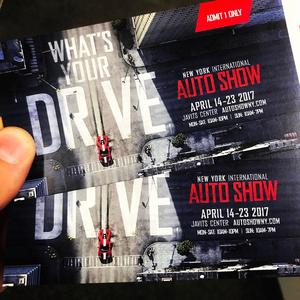 ADMIT 1 ONLY
WHAT'S
YOUR
DRIVE
NEW YORK INTERNATIONAL
AUTO SHOW
APRIL 14-23 2017
JAVITS CENTER AUTOSHOWNY.COM
MON-SAT: 10AM-10PM | SUN: 10AM-7PM
DRIVE
NEW YORK INTERNATIONAL
AUTO SHOW
APRIL 14-23 2017
JAVITS CENTER AUTOSHOWNY.COM
MON-SAT: 10AM-10PM | SUN: 10AM-7PM